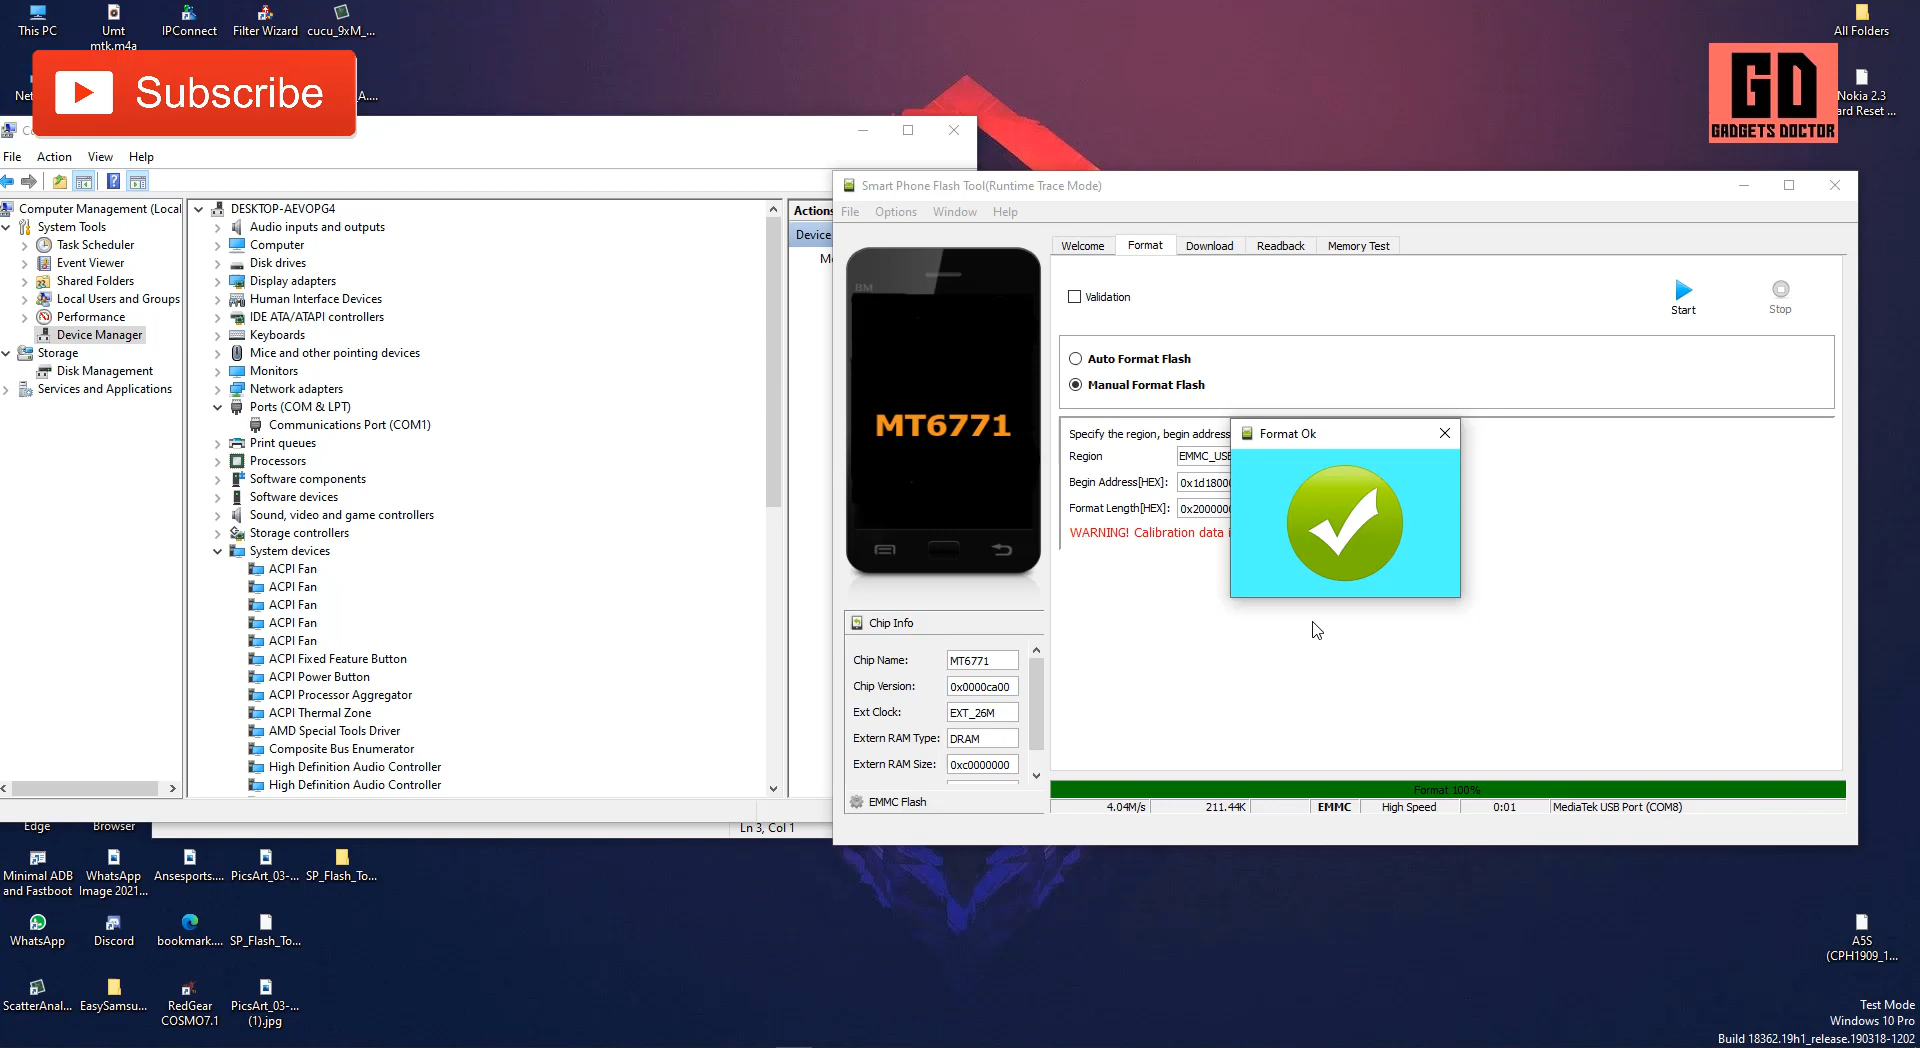 This PC
Umt
mtk.m4a
IPConnect
Filter Wizard
cucu_9xM_...
All Folders
Subscribe
A....
GD
GADGETS DOCTOR
Nokia 2.3
ard Reset ...
File Action View Help
Computer Management (Local
System Tools
Task Scheduler
Event Viewer
Shared Folders
Local Users and Groups
Performance
Device Manager
Storage
Disk Management
Services and Applications
DESKTOP-AEVOPG4
Audio inputs and outputs
Computer
Disk drives
Display adapters
Human Interface Devices
IDE ATA/ATAPI controllers
Keyboards
Mice and other pointing devices
Monitors
Network adapters
Ports (COM & LPT)
Communications Port (COM1)
Print queues
Processors
Software components
Software devices
Sound, video and game controllers
Storage controllers
System devices
ACPI Fan
ACPI Fan
ACPI Fan
ACPI Fan
ACPI Fan
ACPI Fixed Feature Button
ACPI Power Button
ACPI Processor Aggregator
ACPI Thermal Zone
AMD Special Tools Driver
Composite Bus Enumerator
High Definition Audio Controller
High Definition Audio Controller
Actions
Device
Mo
Smart Phone Flash Tool(Runtime Trace Mode)
File Options Window Help
BM
MT6771
Welcome Format Download Readback Memory Test
Validation
Start
Stop
Auto Format Flash
Manual Format Flash
Specify the region, begin address
Region EMMC_USE
Begin Address[HEX]: 0x1d1800
Format Length[HEX]: 0x200000
WARNING! Calibration data i
Format Ok
Chip Info
Chip Name: MT6771
Chip Version: 0x0000ca00
Ext Clock: EXT_26M
Extern RAM Type: DRAM
Extern RAM Size: 0xc0000000
EMMC Flash
Format 100%
4.04M/s 211.44K EMMC High Speed 0:01 MediaTek USB Port (COM8)
Ln 3, Col 1
Edge
Browser
Minimal ADB
and Fastboot
WhatsApp
Image 2021...
Ansesports....
PicsArt_03-...
SP_Flash_To...
WhatsApp
Discord
bookmark....
SP_Flash_To...
ScatterAnal...
EasySamsu...
RedGear
COSMO7.1
PicsArt_03-...
(1).jpg
A5S
(CPH1909_1...
Test Mode
Windows 10 Pro
Build 18362.19h1_release.190318-1202